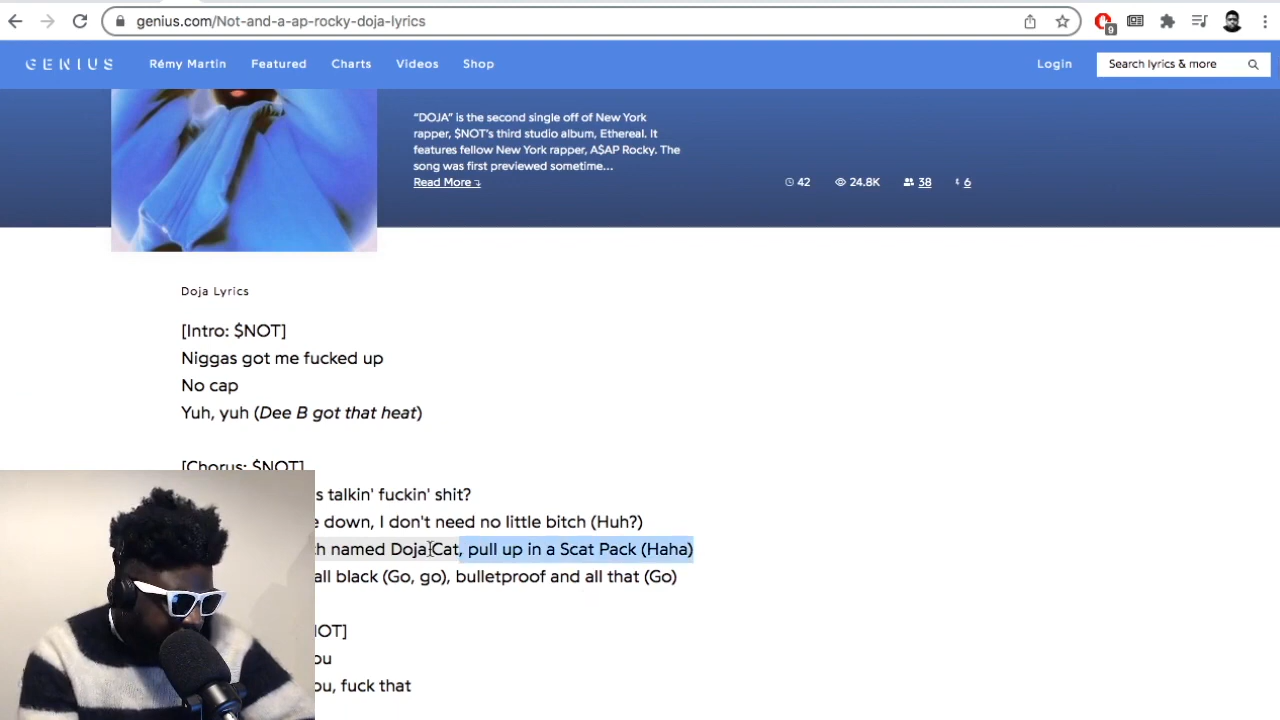 genius.com/Not-and-a-ap-rocky-doja-lyrics
9
GENIUS
Rémy Martin
Featured
Charts
Videos
Shop
Login
Search lyrics & more
“DOJA” is the second single off of New York
rapper, $NOT’s third studio album, Ethereal. It
features fellow New York rapper, A$AP Rocky. The
song was first previewed sometime...
Read More
42
24.8K
38
6
Doja Lyrics
[Intro: $NOT]
Niggas got me fucked up
No cap
Yuh, yuh (Dee B got that heat)
[Chorus: $NOT]
s talkin' fuckin' shit?
e down, I don't need no little bitch (Huh?)
h named Doja Cat, pull up in a Scat Pack (Haha)
all black (Go, go), bulletproof and all that (Go)
OT]
ou
ou, fuck that